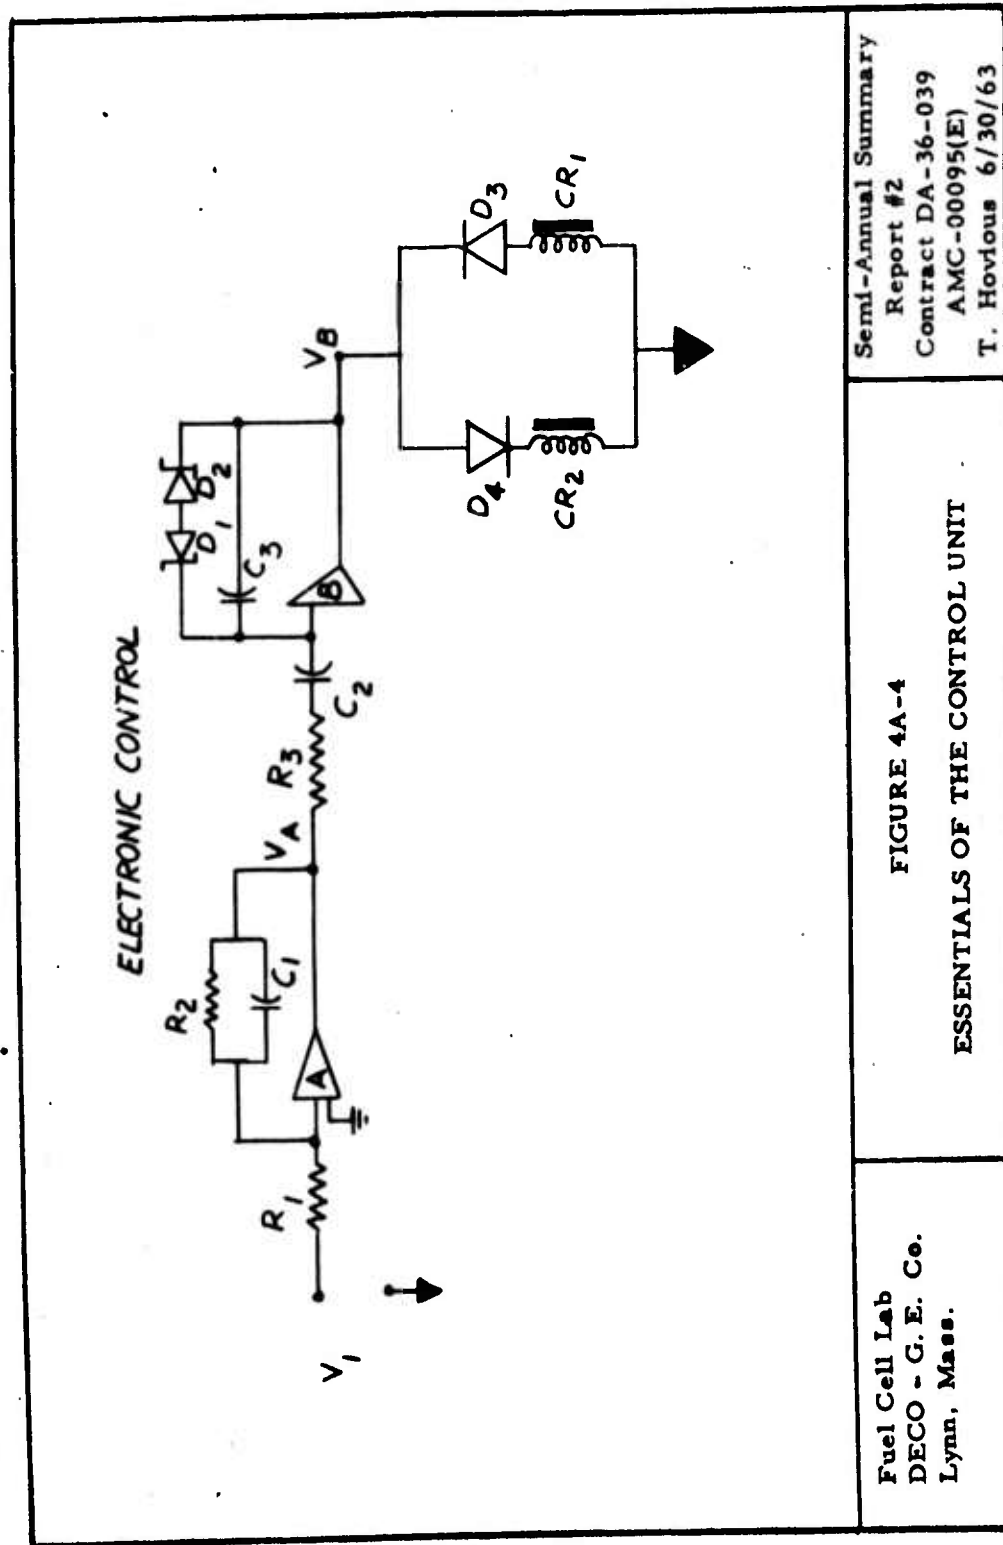 ELECTRONIC CONTROL
V1
R1
A
R2
C1
VA
R3
C2
B
C3
D1
D2
VB
D4
CR2
D3
CR1
Fuel Cell Lab
DECO - G. E. Co.
Lynn, Mass.
FIGURE 4A-4
ESSENTIALS OF THE CONTROL UNIT
Semi-Annual Summary
Report #2
Contract DA-36-039
AMC-00095(E)
T. Hovious 6/30/63